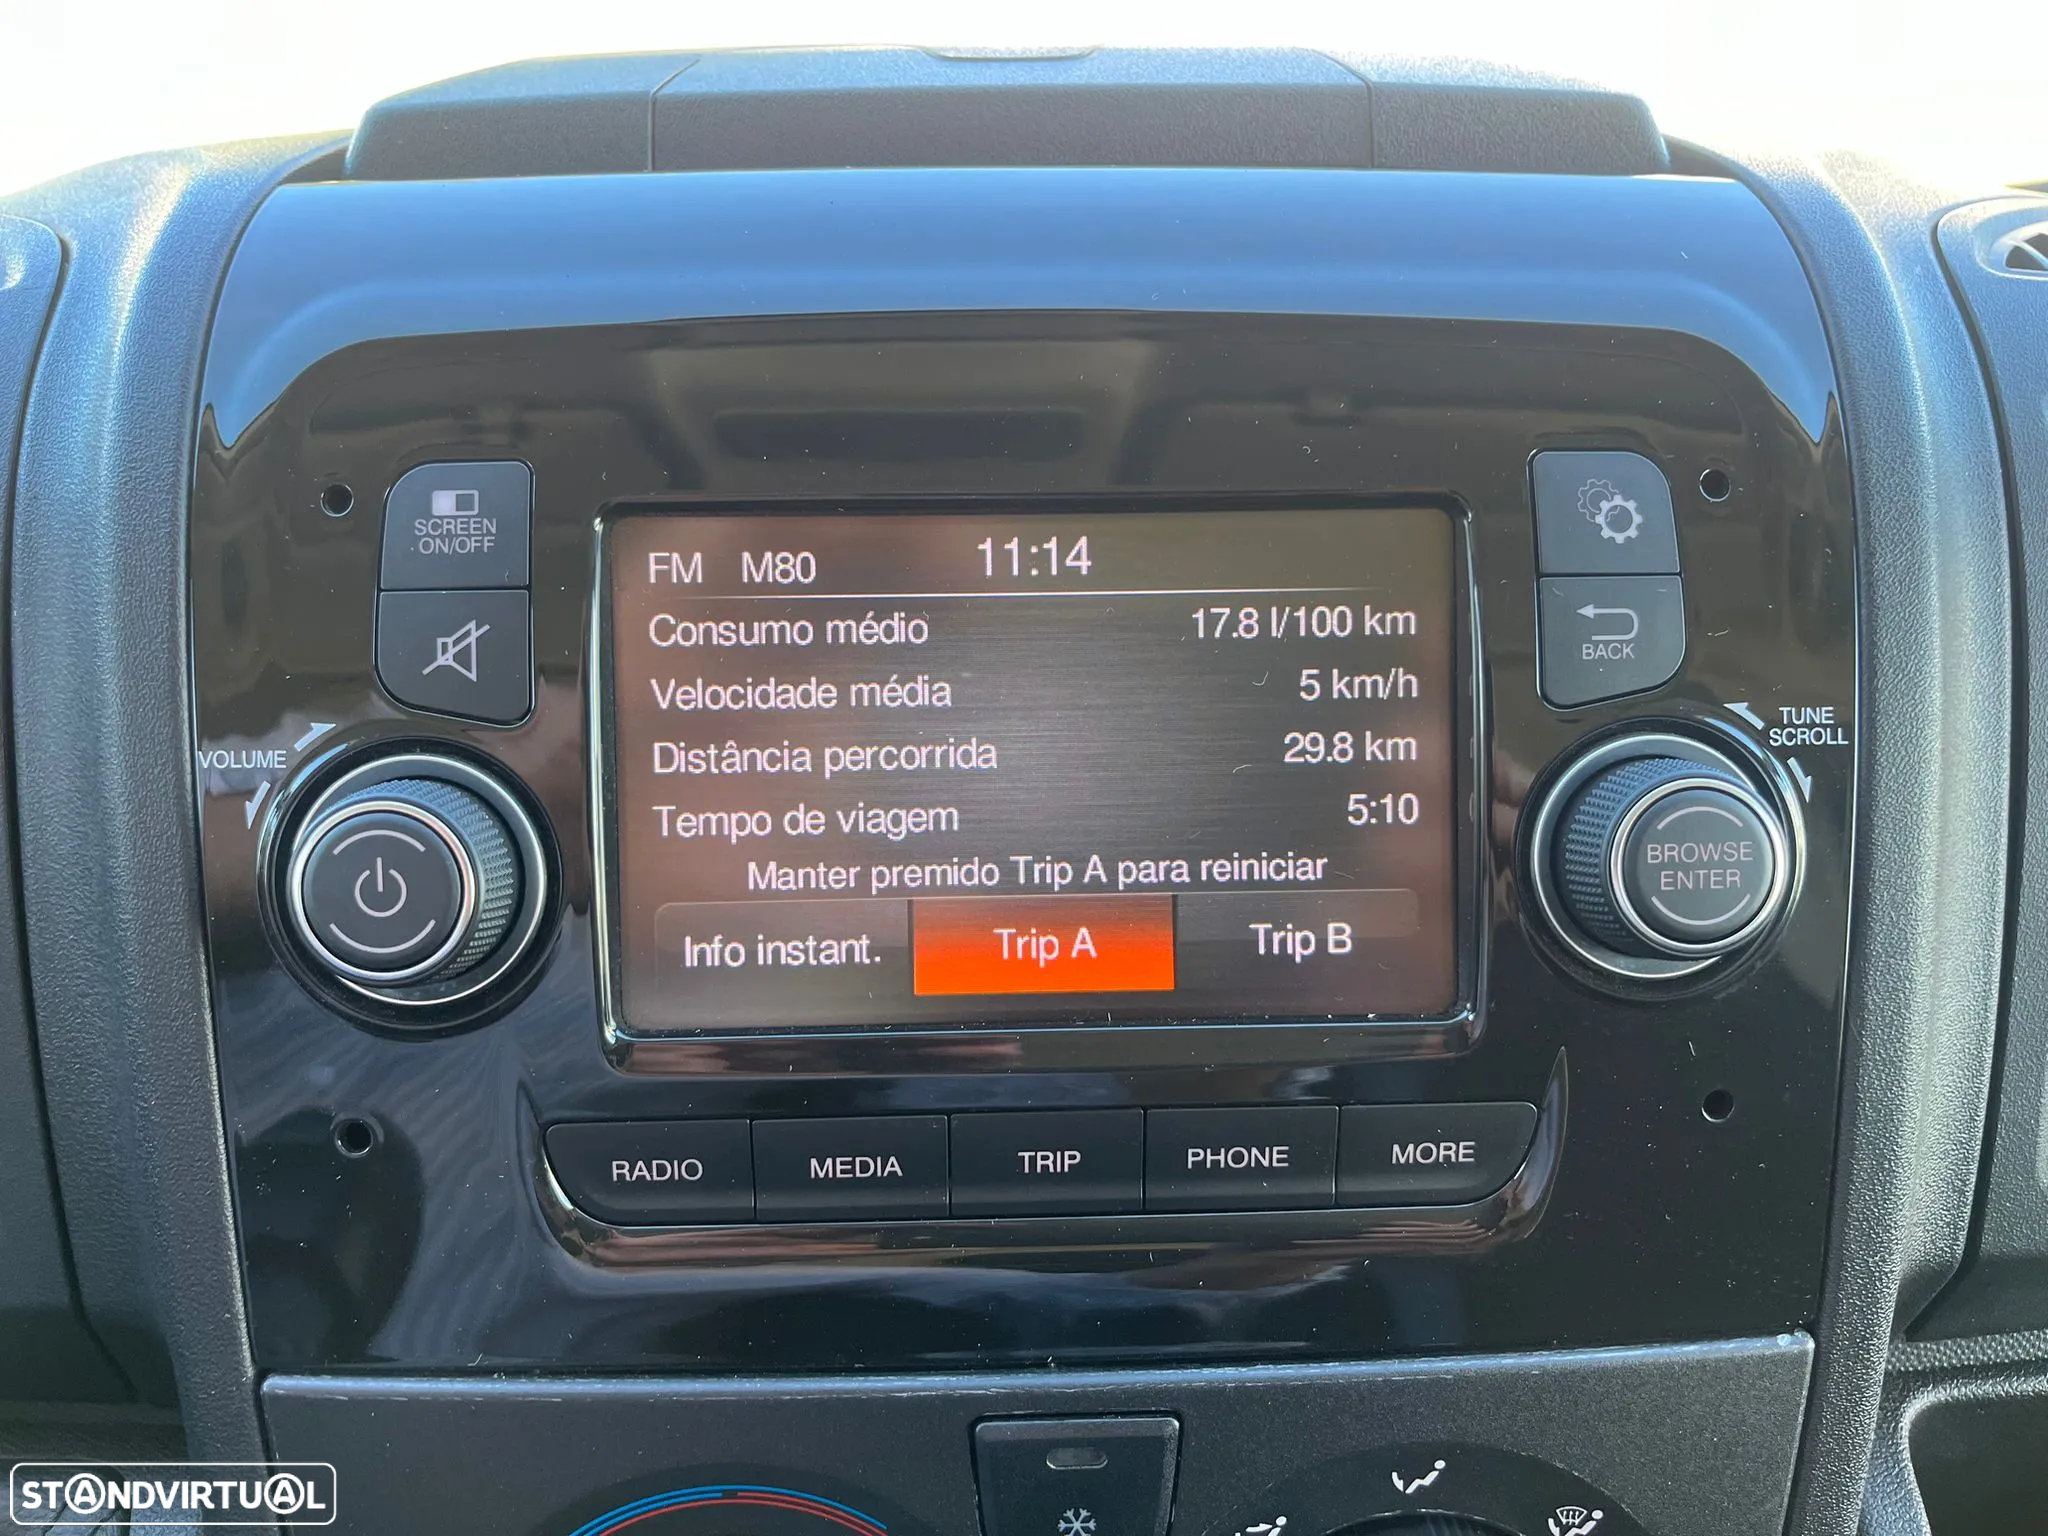 SCREEN
ON/OFF
FM M80 11:14
Consumo médio 17.8 l/100 km
Velocidade média 5 km/h
Distância percorrida 29.8 km
Tempo de viagem 5:10
Manter premido Trip A para reiniciar
Info instant. Trip A Trip B
BACK
VOLUME
TUNE
SCROLL
BROWSE
ENTER
RADIO MEDIA TRIP PHONE MORE
STANDVIRTUAL